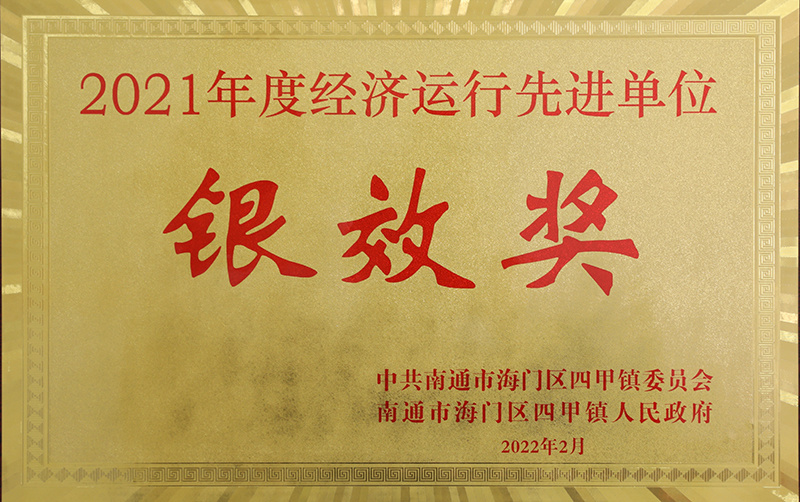 2021年度经济运行先进单位
银效奖
中共南通市海门区四甲镇委员会
南通市海门区四甲镇人民政府
2022年2月